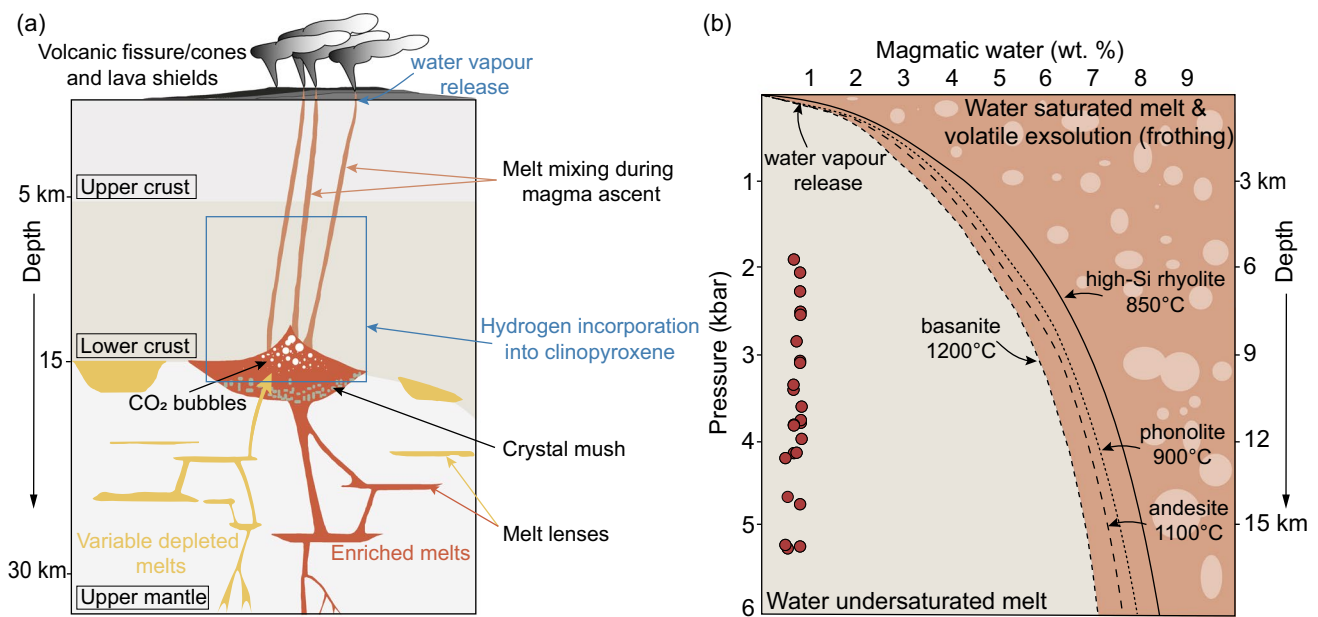 (a)
Volcanic fissure/cones
and lava shields
water vapour
release
Upper crust
5 km
Melt mixing during
magma ascent
Depth
Hydrogen incorporation
into clinopyroxene
Lower crust
15
CO₂ bubbles
Crystal mush
Melt lenses
Variable depleted
melts
Enriched melts
30 km
Upper mantle
(b)
Magmatic water (wt. %)
1 2 3 4 5 6 7 8 9
Water saturated melt &
volatile exsolution (frothing)
water vapour
release
1
3 km
2
6
high-Si rhyolite
850°C
Pressure (kbar)
Depth
basanite
1200°C
3
9
phonolite
900°C
4
12
andesite
1100°C
5
15 km
Water undersaturated melt
6